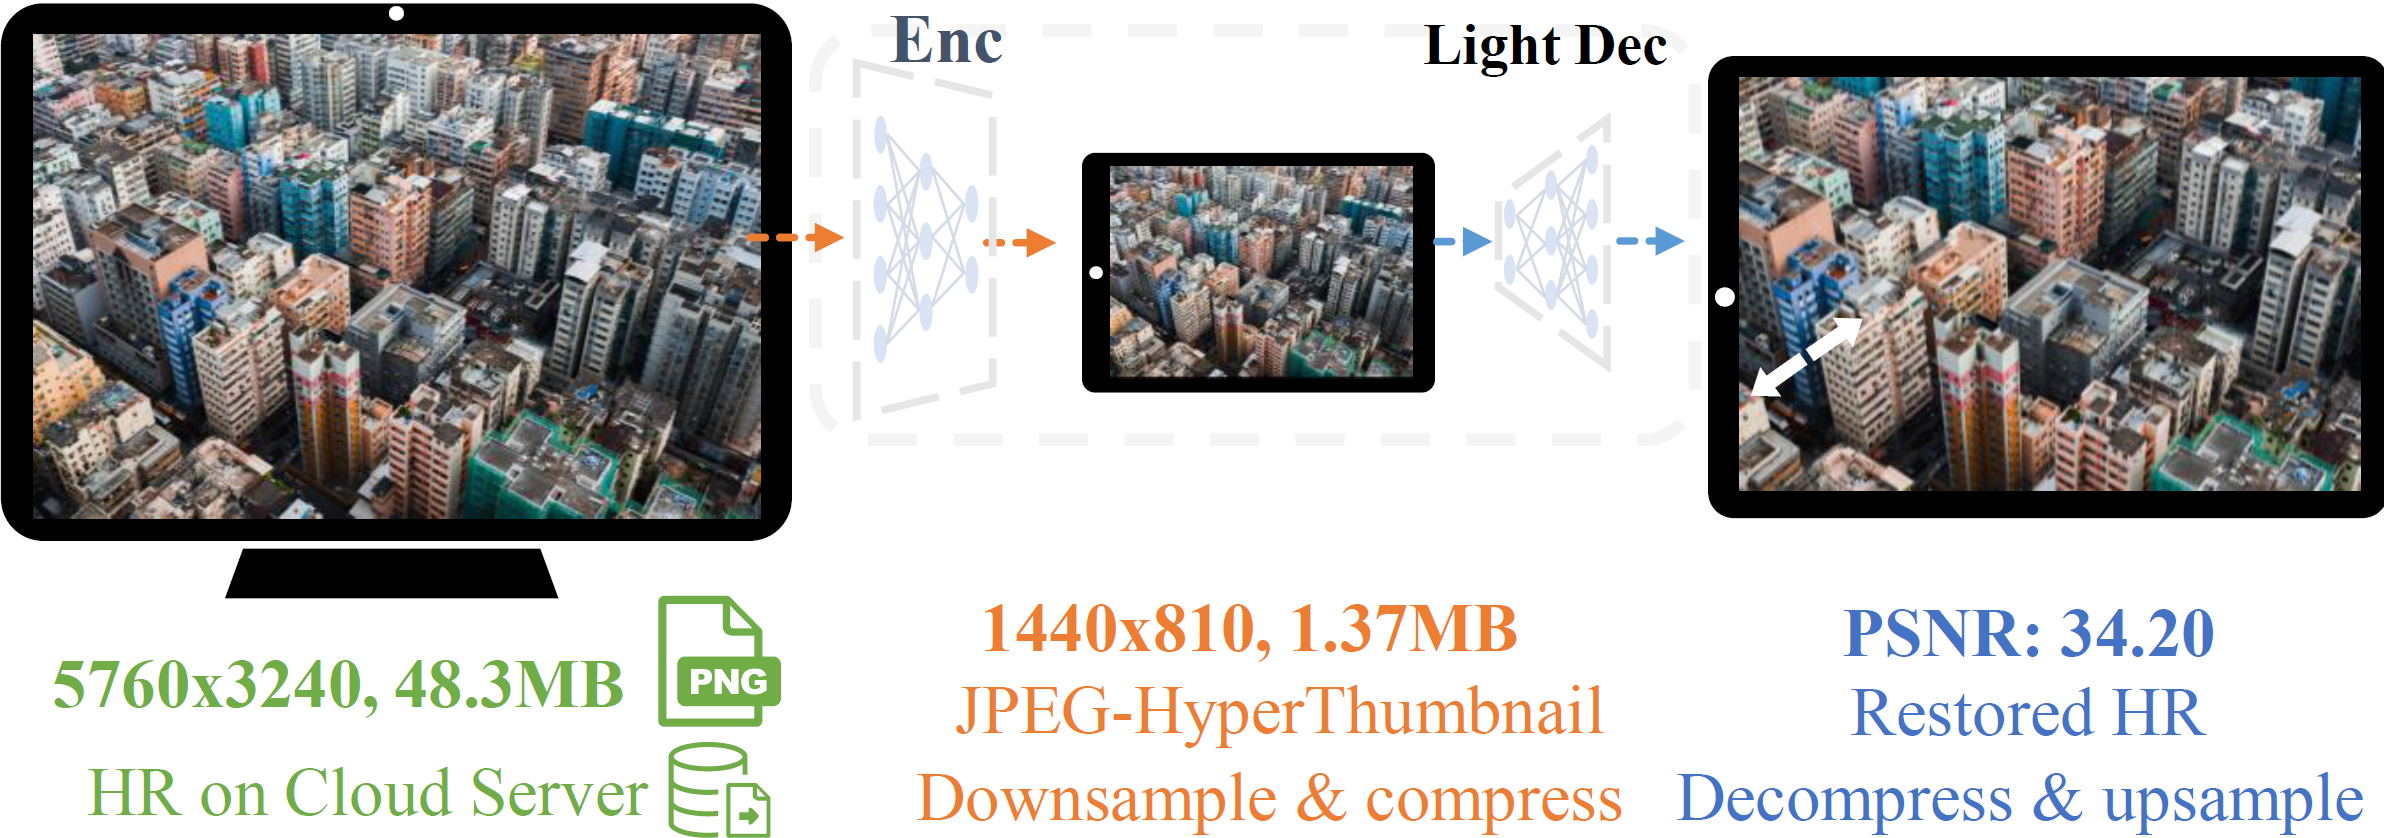 Enc
Light Dec
5760x3240, 48.3MB
PNG
HR on Cloud Server
1440x810, 1.37MB
JPEG-HyperThumbnail
Downsample & compress
PSNR: 34.20
Restored HR
Decompress & upsample